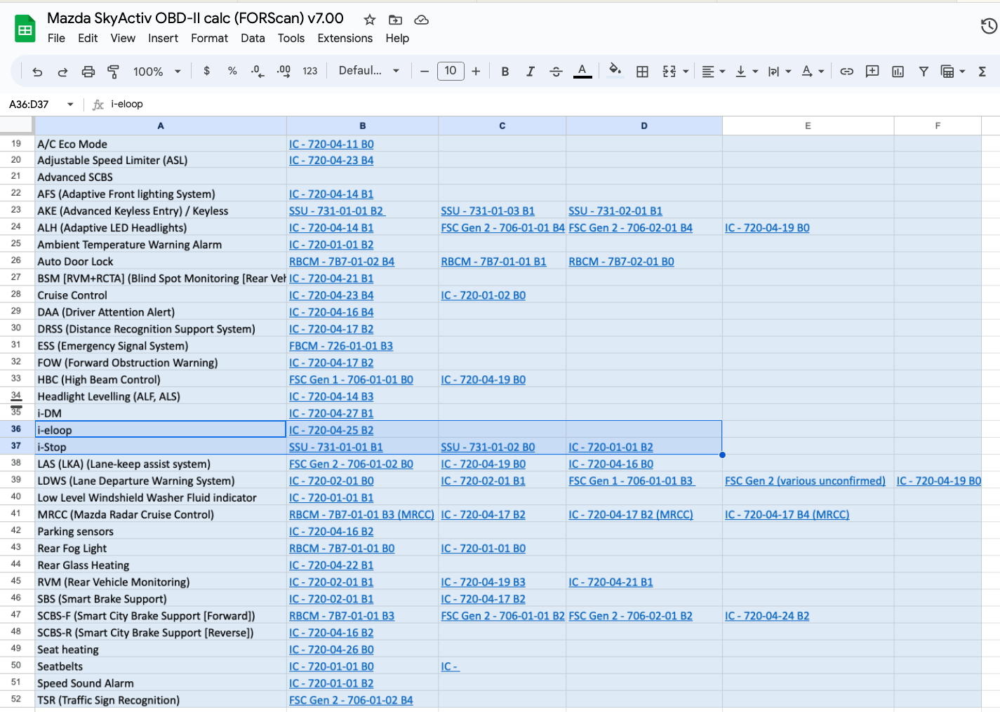 Mazda SkyActiv OBD-II calc (FORScan) v7.00
File Edit View Insert Format Data Tools Extensions Help
100% $ % .0 .00 123 Defaul... − 10 + B I A Σ
A36:D37 fx i-eloop
A B C D E F
19 A/C Eco Mode IC - 720-04-11 B0
20 Adjustable Speed Limiter (ASL) IC - 720-04-23 B4
21 Advanced SCBS
22 AFS (Adaptive Front lighting System) IC - 720-04-14 B1
23 AKE (Advanced Keyless Entry) / Keyless SSU - 731-01-01 B2 SSU - 731-01-03 B1 SSU - 731-02-01 B1
24 ALH (Adaptive LED Headlights) IC - 720-04-14 B1 FSC Gen 2 - 706-01-01 B4 FSC Gen 2 - 706-02-01 B4 IC - 720-04-19 B0
25 Ambient Temperature Warning Alarm IC - 720-01-01 B2
26 Auto Door Lock RBCM - 7B7-01-02 B4 RBCM - 7B7-01-01 B1 RBCM - 7B7-02-01 B0
27 BSM [RVM+RCTA] (Blind Spot Monitoring [Rear Veh IC - 720-04-21 B1
28 Cruise Control IC - 720-04-23 B4 IC - 720-01-02 B0
29 DAA (Driver Attention Alert) IC - 720-04-16 B4
30 DRSS (Distance Recognition Support System) IC - 720-04-17 B2
31 ESS (Emergency Signal System) FBCM - 726-01-01 B3
32 FOW (Forward Obstruction Warning) IC - 720-04-17 B2
33 HBC (High Beam Control) FSC Gen 1 - 706-01-01 B0 IC - 720-04-19 B0
34 Headlight Levelling (ALF, ALS) IC - 720-04-14 B3
35 i-DM IC - 720-04-27 B1
36 i-eloop IC - 720-04-25 B2
37 i-Stop SSU - 731-01-01 B1 SSU - 731-01-02 B0 IC - 720-01-01 B2
38 LAS (LKA) (Lane-keep assist system) FSC Gen 2 - 706-01-02 B0 IC - 720-04-19 B0 IC - 720-04-16 B0
39 LDWS (Lane Departure Warning System) IC - 720-02-01 B0 IC - 720-02-01 B1 FSC Gen 1 - 706-01-01 B3 FSC Gen 2 (various unconfirmed) IC - 720-04-19 B0
40 Low Level Windshield Washer Fluid indicator IC - 720-01-01 B1
41 MRCC (Mazda Radar Cruise Control) RBCM - 7B7-01-01 B3 (MRCC) IC - 720-04-17 B2 IC - 720-04-17 B2 (MRCC) IC - 720-04-17 B4 (MRCC)
42 Parking sensors IC - 720-04-16 B2
43 Rear Fog Light RBCM - 7B7-01-01 B0 IC - 720-01-01 B0
44 Rear Glass Heating IC - 720-04-22 B1
45 RVM (Rear Vehicle Monitoring) IC - 720-02-01 B1 IC - 720-04-19 B3 IC - 720-04-21 B1
46 SBS (Smart Brake Support) IC - 720-02-01 B1 IC - 720-04-17 B2
47 SCBS-F (Smart City Brake Support [Forward]) RBCM - 7B7-01-01 B3 FSC Gen 2 - 706-01-01 B2 FSC Gen 2 - 706-02-01 B2 IC - 720-04-24 B2
48 SCBS-R (Smart City Brake Support [Reverse]) IC - 720-04-16 B2
49 Seat heating IC - 720-04-26 B0
50 Seatbelts IC - 720-01-01 B0 IC -
51 Speed Sound Alarm IC - 720-01-01 B2
52 TSR (Traffic Sign Recognition) FSC Gen 2 - 706-01-02 B4